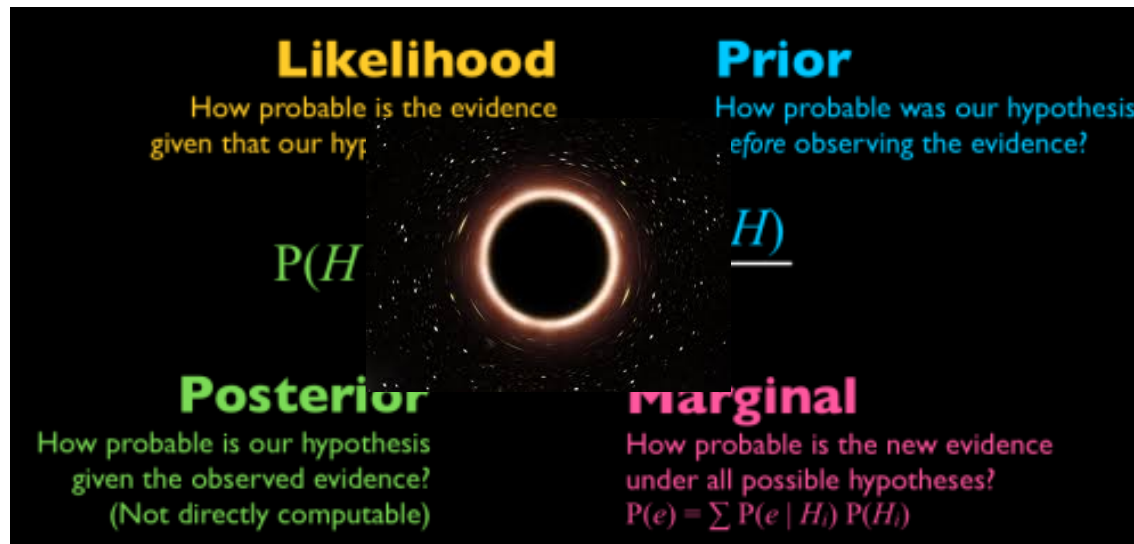 Likelihood
How probable is the evidence
given that our hyp
Prior
How probable was our hypothesis
efore observing the evidence?
P(H
H)
Posterior
How probable is our hypothesis
given the observed evidence?
(Not directly computable)
Marginal
How probable is the new evidence
under all possible hypotheses?
P(e) = ∑ P(e | Hᵢ) P(Hᵢ)